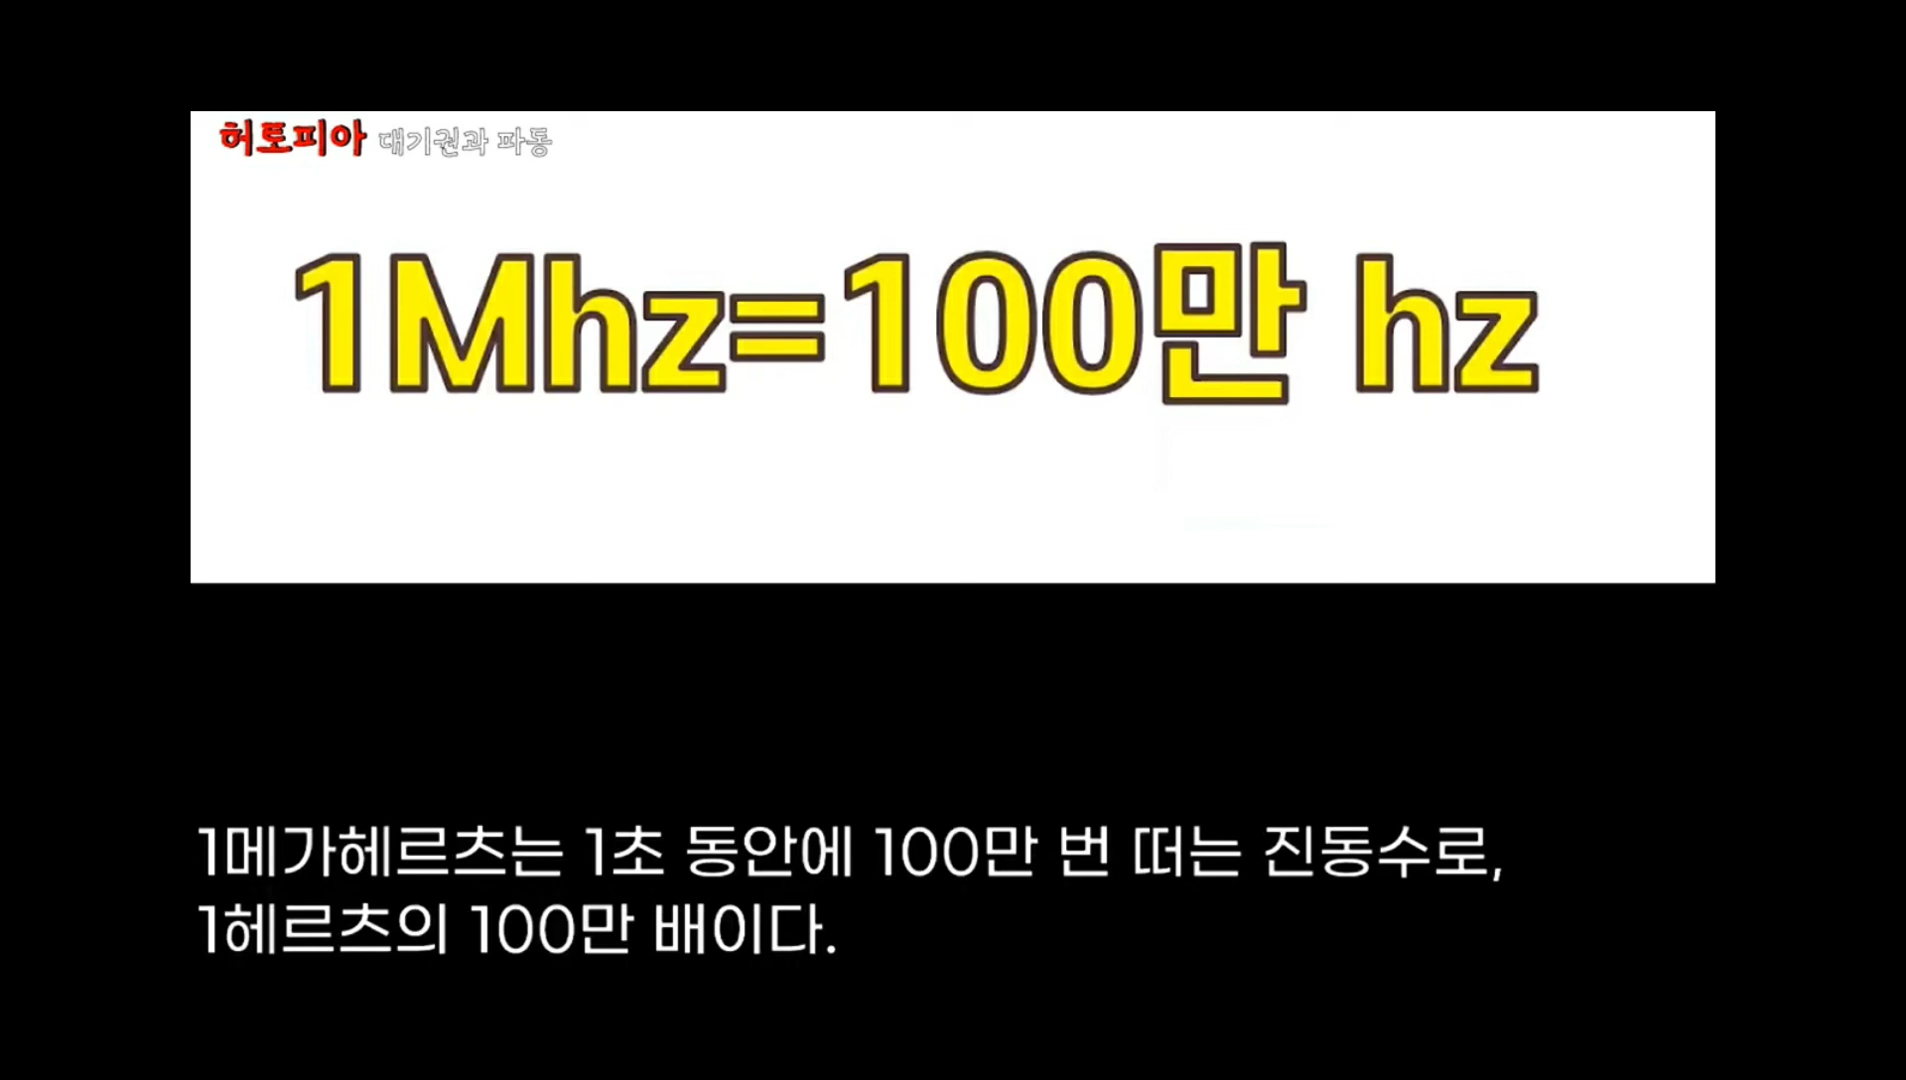 허토피아 대기권과 파동
1Mhz=100만 hz
1메가헤르츠는 1초 동안에 100만 번 떠는 진동수로,
1헤르츠의 100만 배이다.